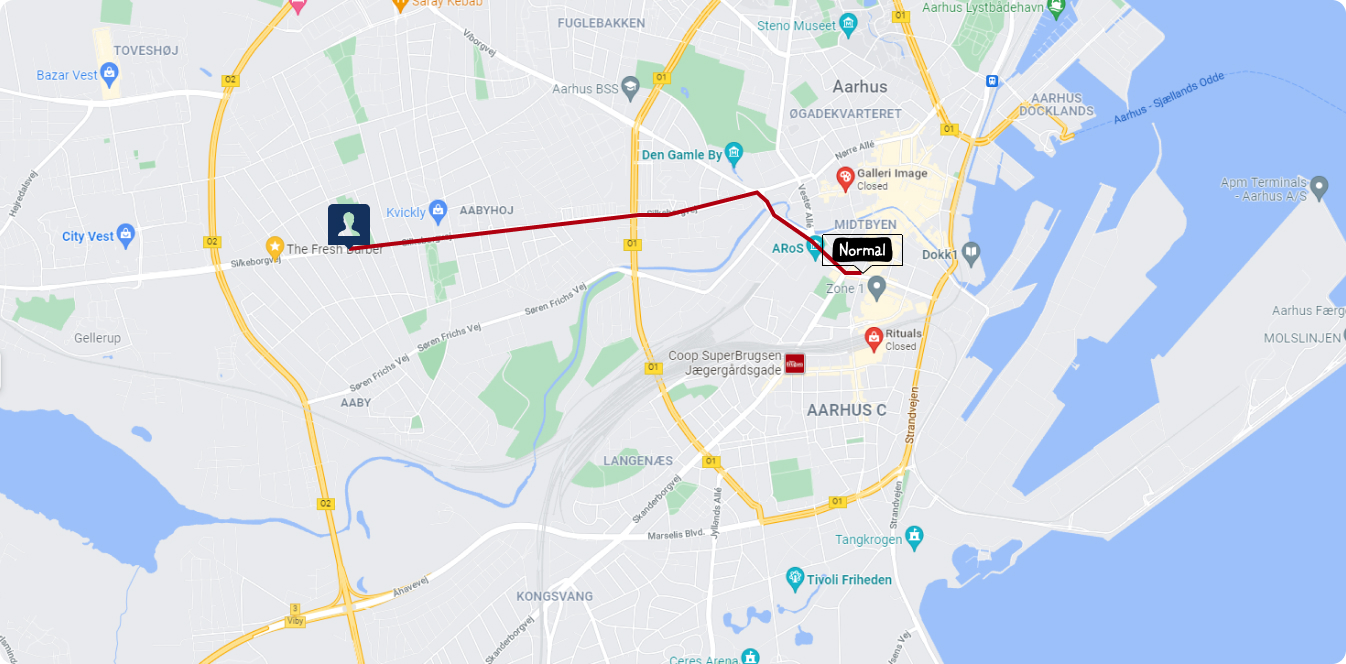 Saray Kebab
Aarhus Lystbådehavn
FUGLEBAKKEN
Steno Museet
01
Viborgvej
TOVESHØJ
Bazar Vest
02
01
Aarhus BSS
Aarhus
AARHUS
DOCKLANDS
Aarhus - Sjællands Odde
ØGADEKVARTERET
01
Nørre Allé
Den Gamle By
Galleri Image
Closed
Apm Terminals
- Aarhus A/S
Hejredalsvej
Vester Allé
Kvickly
AABYHOJ
Silkeborgvej
MIDTBYEN
City Vest
02
The Fresh Barber
Silkeborgvej
01
ARoS
Normal
Dokk1
Silkeborgvej
Zone 1
Søren Frichs Vej
Aarhus Færg
Søren Frichs Vej
Gellerup
Rituals
Closed
MOLSLINJEN
Coop SuperBrugsen
Jægergårdsgade
01
Søren Frichs Vej
AABY
AARHUS C
Strandvejen
LANGENÆS
01
Skanderborgvej
Jyllands Allé
01
Strandvejen
02
Marselis Blvd.
Tangkrogen
Tivoli Friheden
Åhavevej
KONGSVANG
3
Viby
Skanderborgvej
Ceres Arena